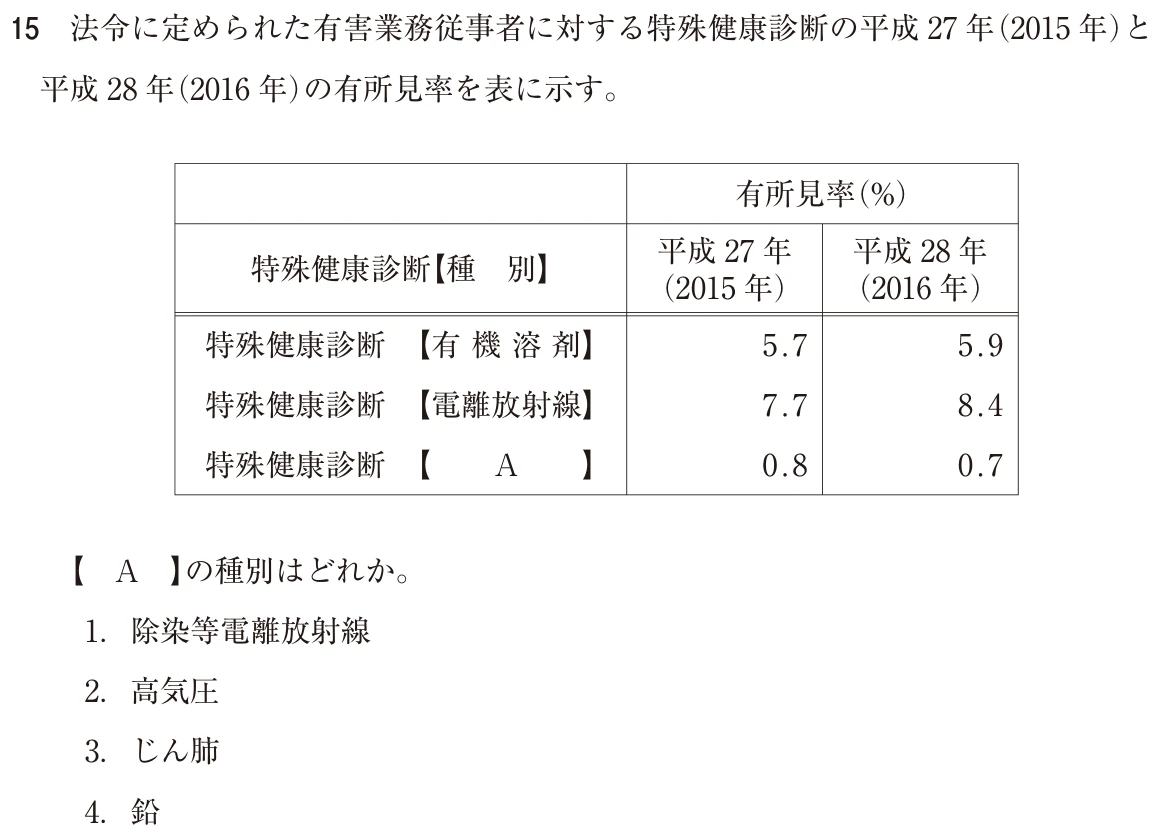 15 法令に定められた有害業務従事者に対する特殊健康診断の平成 27 年(2015 年)と
平成 28 年(2016 年)の有所見率を表に示す。
有所見率(%)
特殊健康診断【種 別】 平成 27 年 (2015 年) 平成 28 年 (2016 年)
特殊健康診断 【有 機 溶 剤】 5.7 5.9
特殊健康診断 【電離放射線】 7.7 8.4
特殊健康診断 【 A 】 0.8 0.7
【 A 】の種別はどれか。
1. 除染等電離放射線
2. 高気圧
3. じん肺
4. 鉛